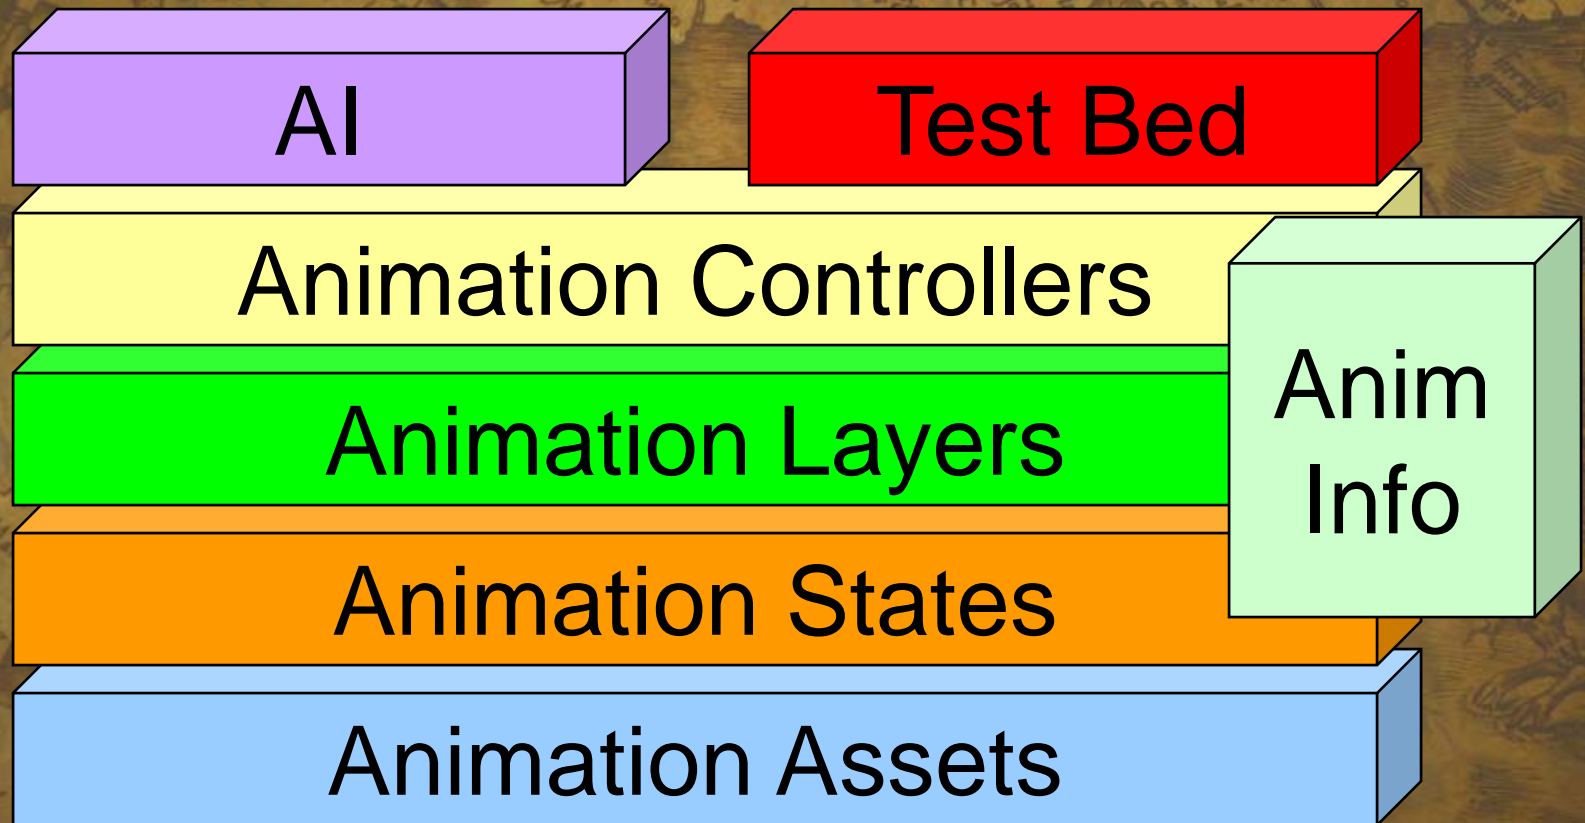 AI
Test Bed
Animation Controllers
Animation Layers
Anim
Info
Animation States
Animation Assets